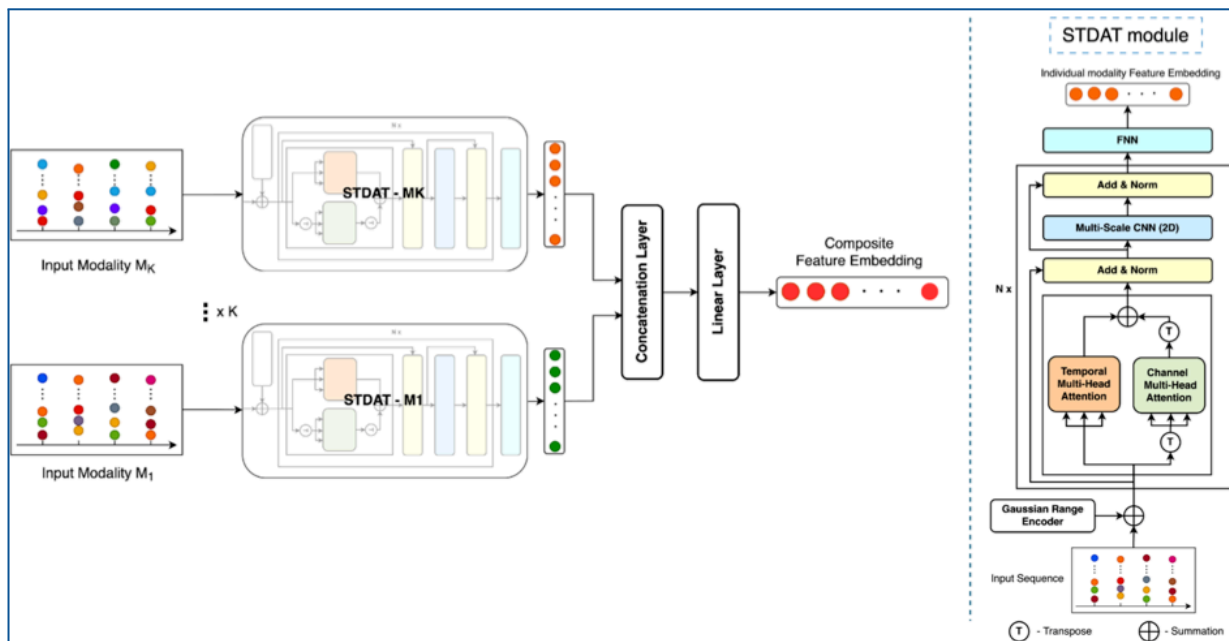 Input Modality MK
x K
Input Modality M1
N x
STDAT - MK
N x
STDAT - M1
Concatenation Layer
Linear Layer
Composite
Feature Embedding
STDAT module
Individual modality Feature Embedding
FNN
Add & Norm
Multi-Scale CNN (2D)
Add & Norm
N x
T
Temporal
Multi-Head
Attention
Channel
Multi-Head
Attention
T
Gaussian Range
Encoder
Input Sequence
T - Transpose
- Summation